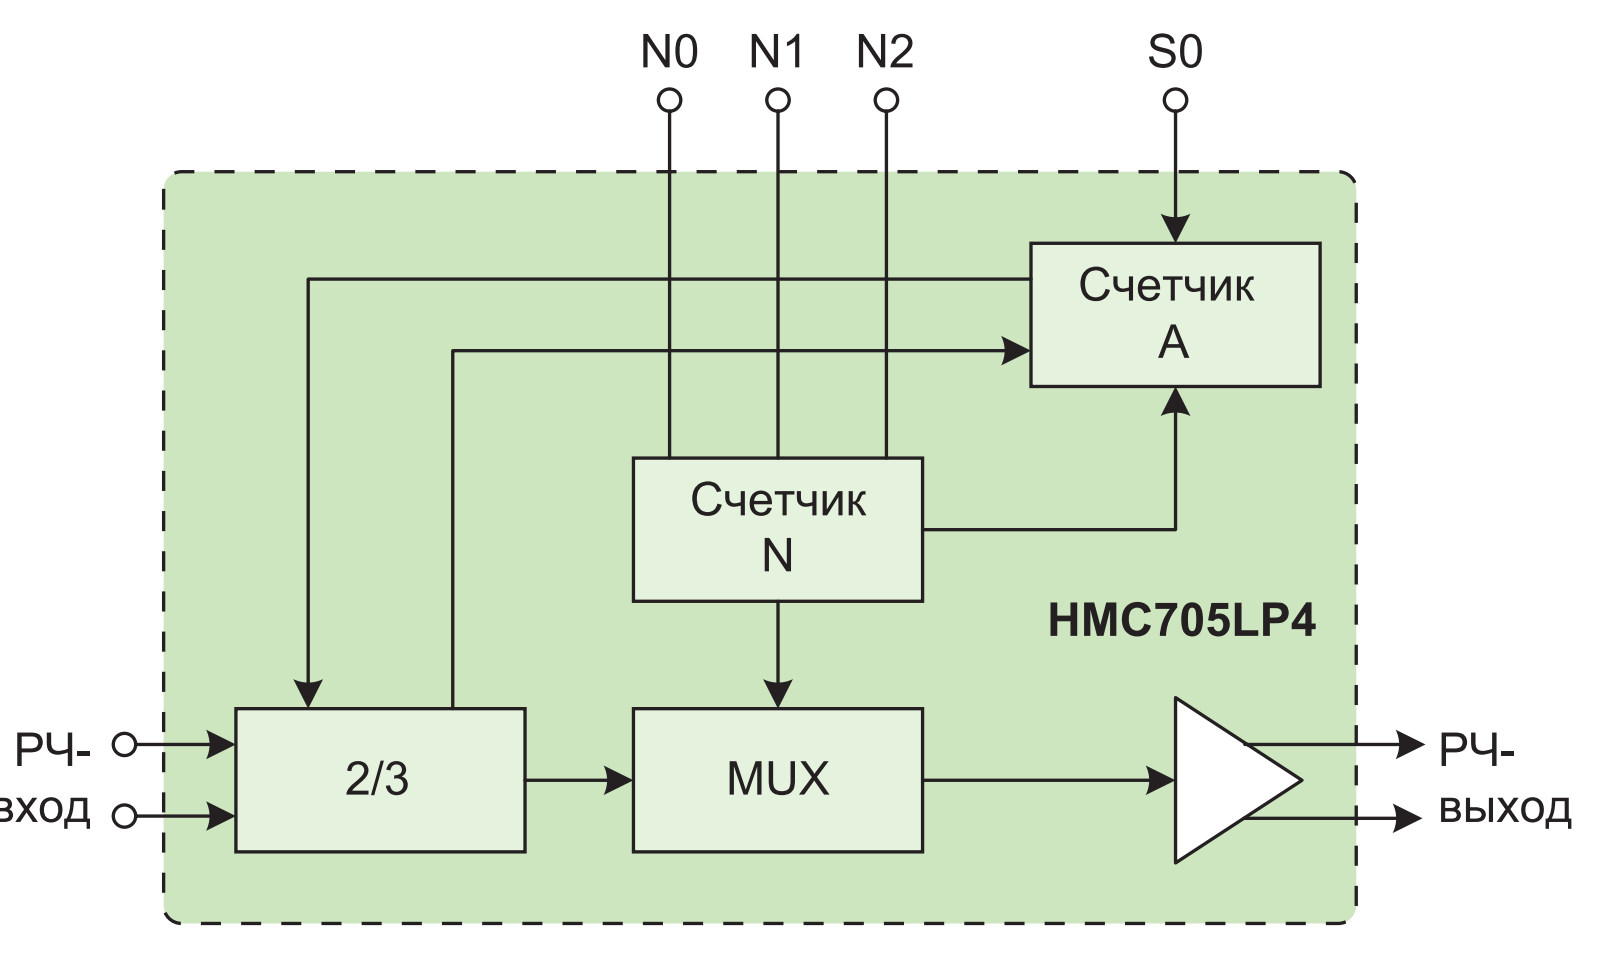 N0 N1 N2 S0
Счетчик
A
Счетчик
N
HMC705LP4
РЧ-
вход
2/3
MUX
РЧ-
выход